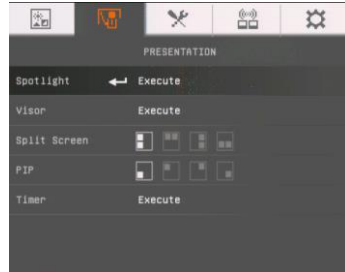 PRESENTATION
Spotlight Execute
Visor Execute
Split Screen
PIP
Timer Execute